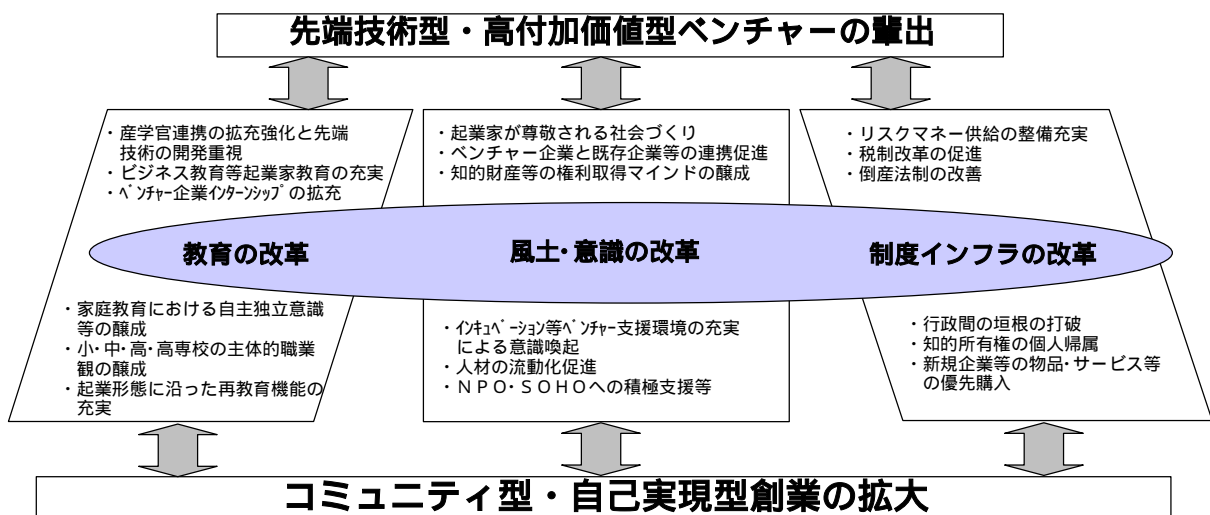 先端技術型・高付加価値型ベンチャーの輩出
・産学官連携の拡充強化と先端
技術の開発重視
・ビジネス教育等起業家教育の充実
・ﾍﾞﾝﾁｬｰ企業ｲﾝﾀｰﾝｼｯﾌﾟの拡充
・起業家が尊敬される社会づくり
・ベンチャー企業と既存企業等の連携促進
・知的財産等の権利取得マインドの醸成
・リスクマネー供給の整備充実
・税制改革の促進
・倒産法制の改善
教育の改革
風土・意識の改革
制度インフラの改革
・家庭教育における自主独立意識
等の醸成
・小・中・高・高専校の主体的職業
観の醸成
・起業形態に沿った再教育機能の
充実
・ｲﾝｷｭﾍﾞｰｼｮﾝ等ﾍﾞﾝﾁｬｰ支援環境の充実
による意識喚起
・人材の流動化促進
・ＮＰＯ・ＳＯＨＯへの積極支援等
・行政間の垣根の打破
・知的所有権の個人帰属
・新規企業等の物品・サービス等
の優先購入
コミュニティ型・自己実現型創業の拡大